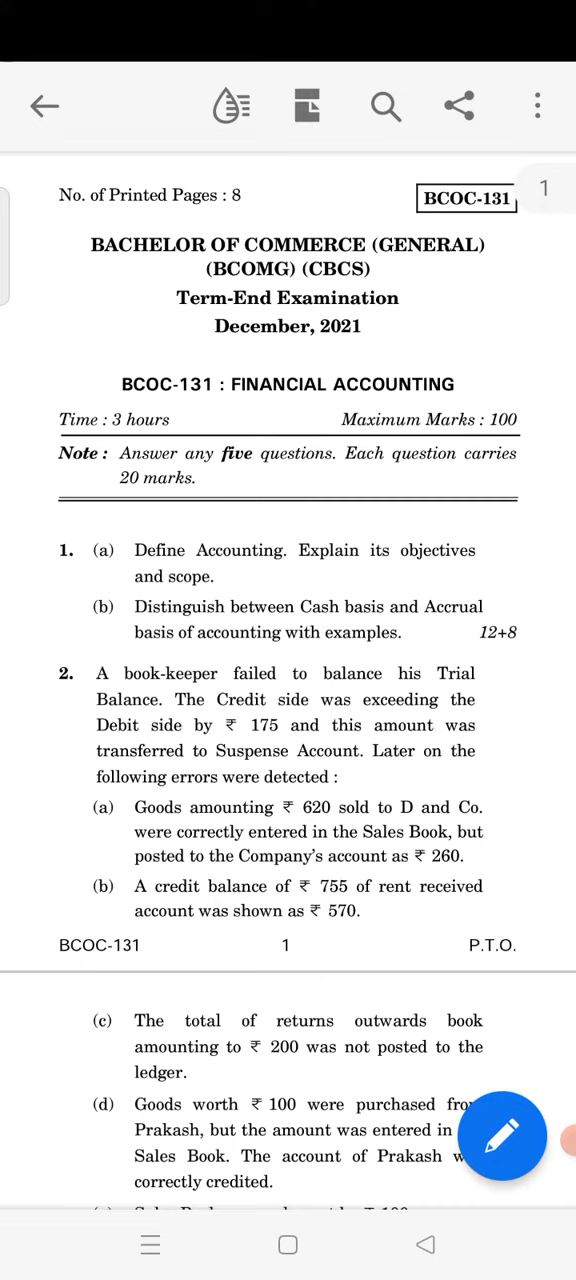 1
No. of Printed Pages : 8
BCOC-131
BACHELOR OF COMMERCE (GENERAL)
(BCOMG) (CBCS)
Term-End Examination
December, 2021
BCOC-131 : FINANCIAL ACCOUNTING
Time : 3 hours
Maximum Marks : 100
Note : Answer any five questions. Each question carries
20 marks.
1. (a) Define Accounting. Explain its objectives
and scope.
(b) Distinguish between Cash basis and Accrual
basis of accounting with examples. 12+8
2. A book-keeper failed to balance his Trial
Balance. The Credit side was exceeding the
Debit side by ₹ 175 and this amount was
transferred to Suspense Account. Later on the
following errors were detected :
(a) Goods amounting ₹ 620 sold to D and Co.
were correctly entered in the Sales Book, but
posted to the Company's account as ₹ 260.
(b) A credit balance of ₹ 755 of rent received
account was shown as ₹ 570.
BCOC-131
1
P.T.O.
(c) The total of returns outwards book
amounting to ₹ 200 was not posted to the
ledger.
(d) Goods worth ₹ 100 were purchased
Prakash, but the amount was entered in
Sales Book. The account of Prakash
correctly credited.